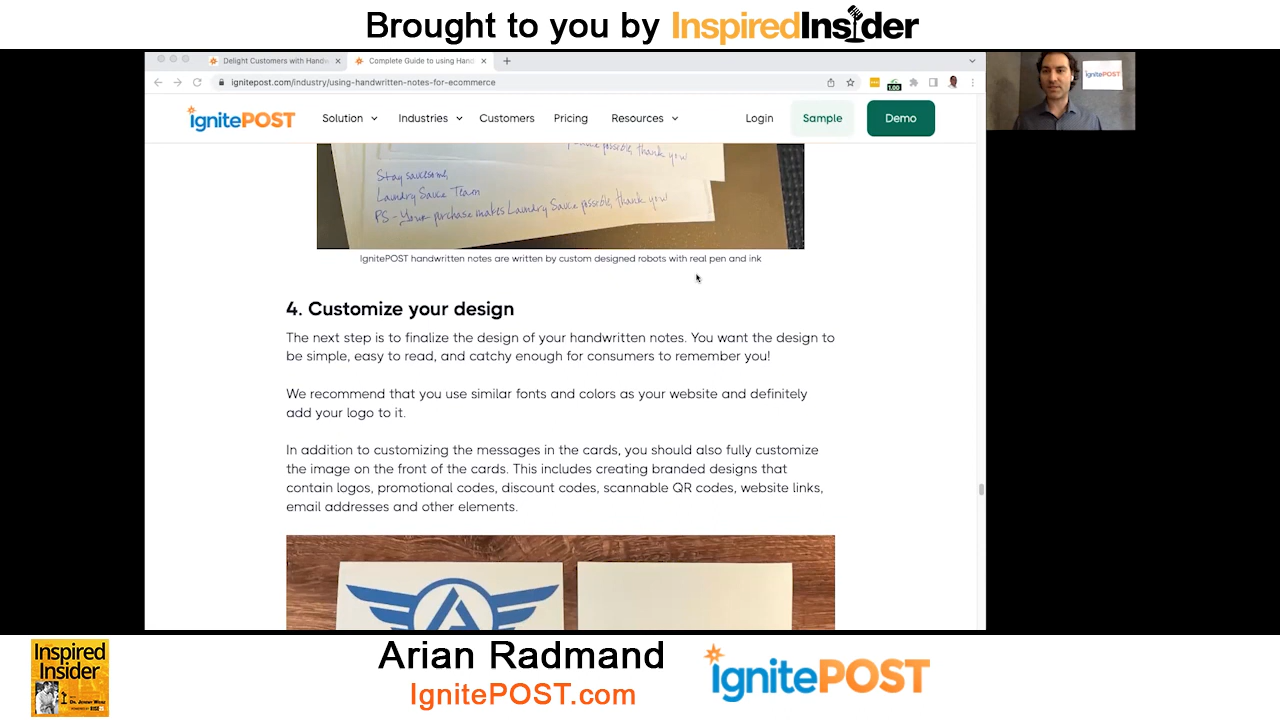 Brought to you by InspiredInsider
Delight Customers with Handw
Complete Guide to using Hand
ignitepost.com/industry/using-handwritten-notes-for-ecommerce
1.00
ignitePOST
ignitePOST
Solution
Industries
Customers
Pricing
Resources
Login
Sample
Demo
possible, thank you
Stay saucesome,
Laundry Sauce Team
PS - Your purchase makes Laundry Sauce possible, thank you!
IgnitePOST handwritten notes are written by custom designed robots with real pen and ink
4. Customize your design
The next step is to finalize the design of your handwritten notes. You want the design to
be simple, easy to read, and catchy enough for consumers to remember you!
We recommend that you use similar fonts and colors as your website and definitely
add your logo to it.
In addition to customizing the messages in the cards, you should also fully customize
the image on the front of the cards. This includes creating branded designs that
contain logos, promotional codes, discount codes, scannable QR codes, website links,
email addresses and other elements.
Inspired
Insider
Arian Radmand
IgnitePOST.com
ignitePOST